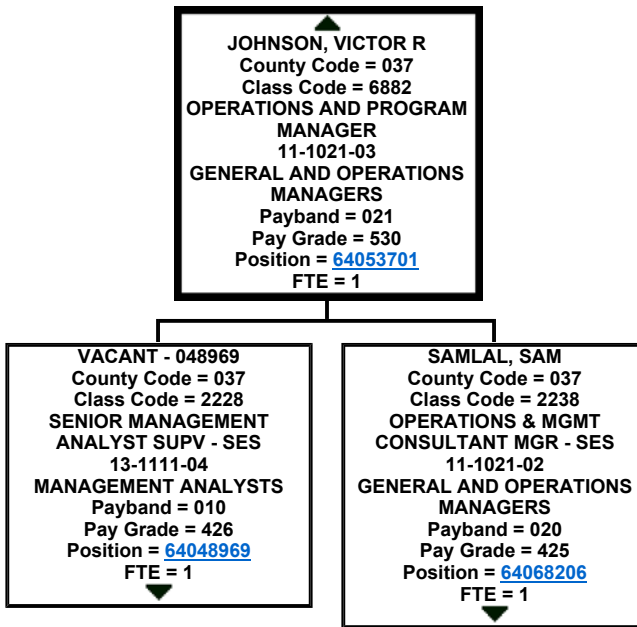 JOHNSON, VICTOR R
County Code = 037
Class Code = 6882
OPERATIONS AND PROGRAM
MANAGER
11-1021-03
GENERAL AND OPERATIONS
MANAGERS
Payband = 021
Pay Grade = 530
Position = 64053701
FTE = 1
VACANT - 048969
County Code = 037
Class Code = 2228
SENIOR MANAGEMENT
ANALYST SUPV - SES
13-1111-04
MANAGEMENT ANALYSTS
Payband = 010
Pay Grade = 426
Position = 64048969
FTE = 1
SAMLAL, SAM
County Code = 037
Class Code = 2238
OPERATIONS & MGMT
CONSULTANT MGR - SES
11-1021-02
GENERAL AND OPERATIONS
MANAGERS
Payband = 020
Pay Grade = 425
Position = 64068206
FTE = 1